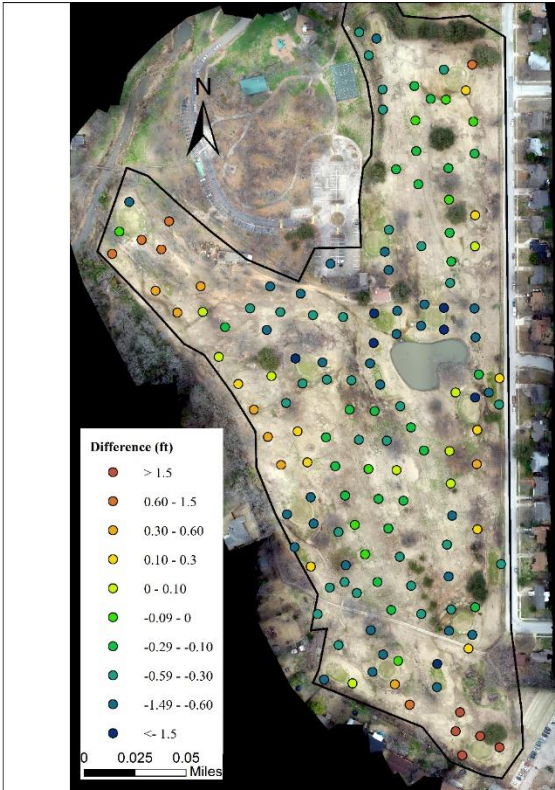 N
Difference (ft)
> 1.5
0.60 - 1.5
0.30 - 0.60
0.10 - 0.3
0 - 0.10
-0.09 - 0
-0.29 - -0.10
-0.59 - -0.30
-1.49 - -0.60
<- 1.5
0 0.025 0.05
Miles